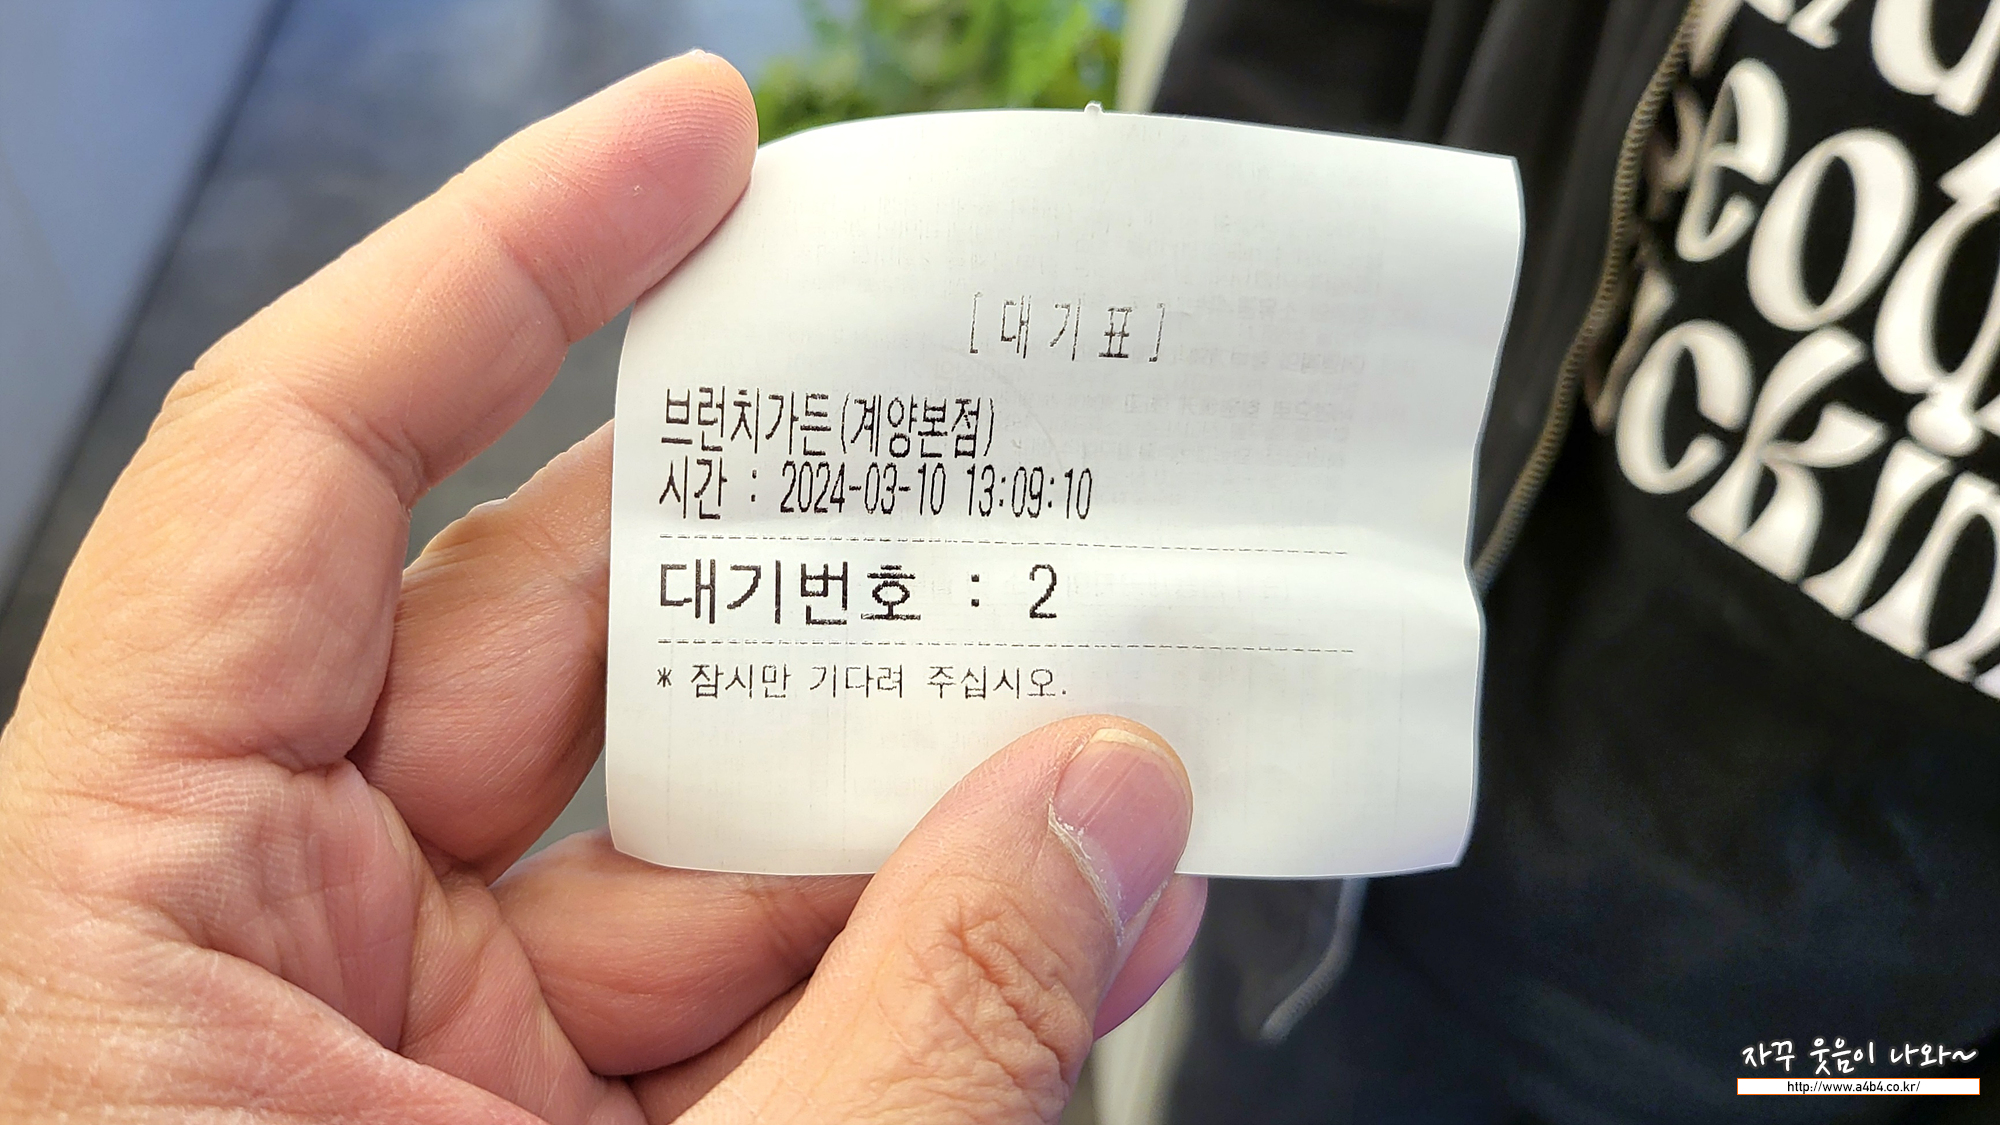 [대기표]
브런치가든(계양본점)
시간 : 2024-03-10 13:09:10
대기번호 : 2
* 잠시만 기다려 주십시오.
자꾸 웃음이 나와~
http://www.a4b4.co.kr/